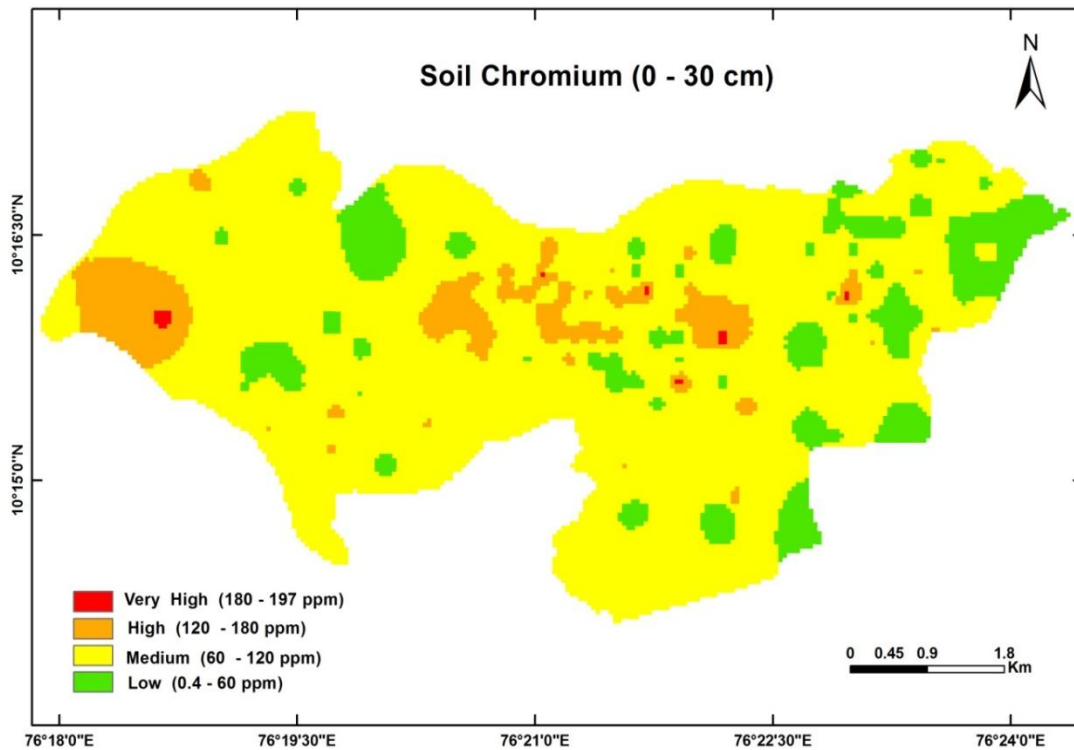 Soil Chromium (0 - 30 cm)
N
10°16'30"N
10°15'0"N
Very High (180 - 197 ppm)
High (120 - 180 ppm)
Medium (60 - 120 ppm)
Low (0.4 - 60 ppm)
0 0.45 0.9 1.8
Km
76°18'0"E 76°19'30"E 76°21'0"E 76°22'30"E 76°24'0"E